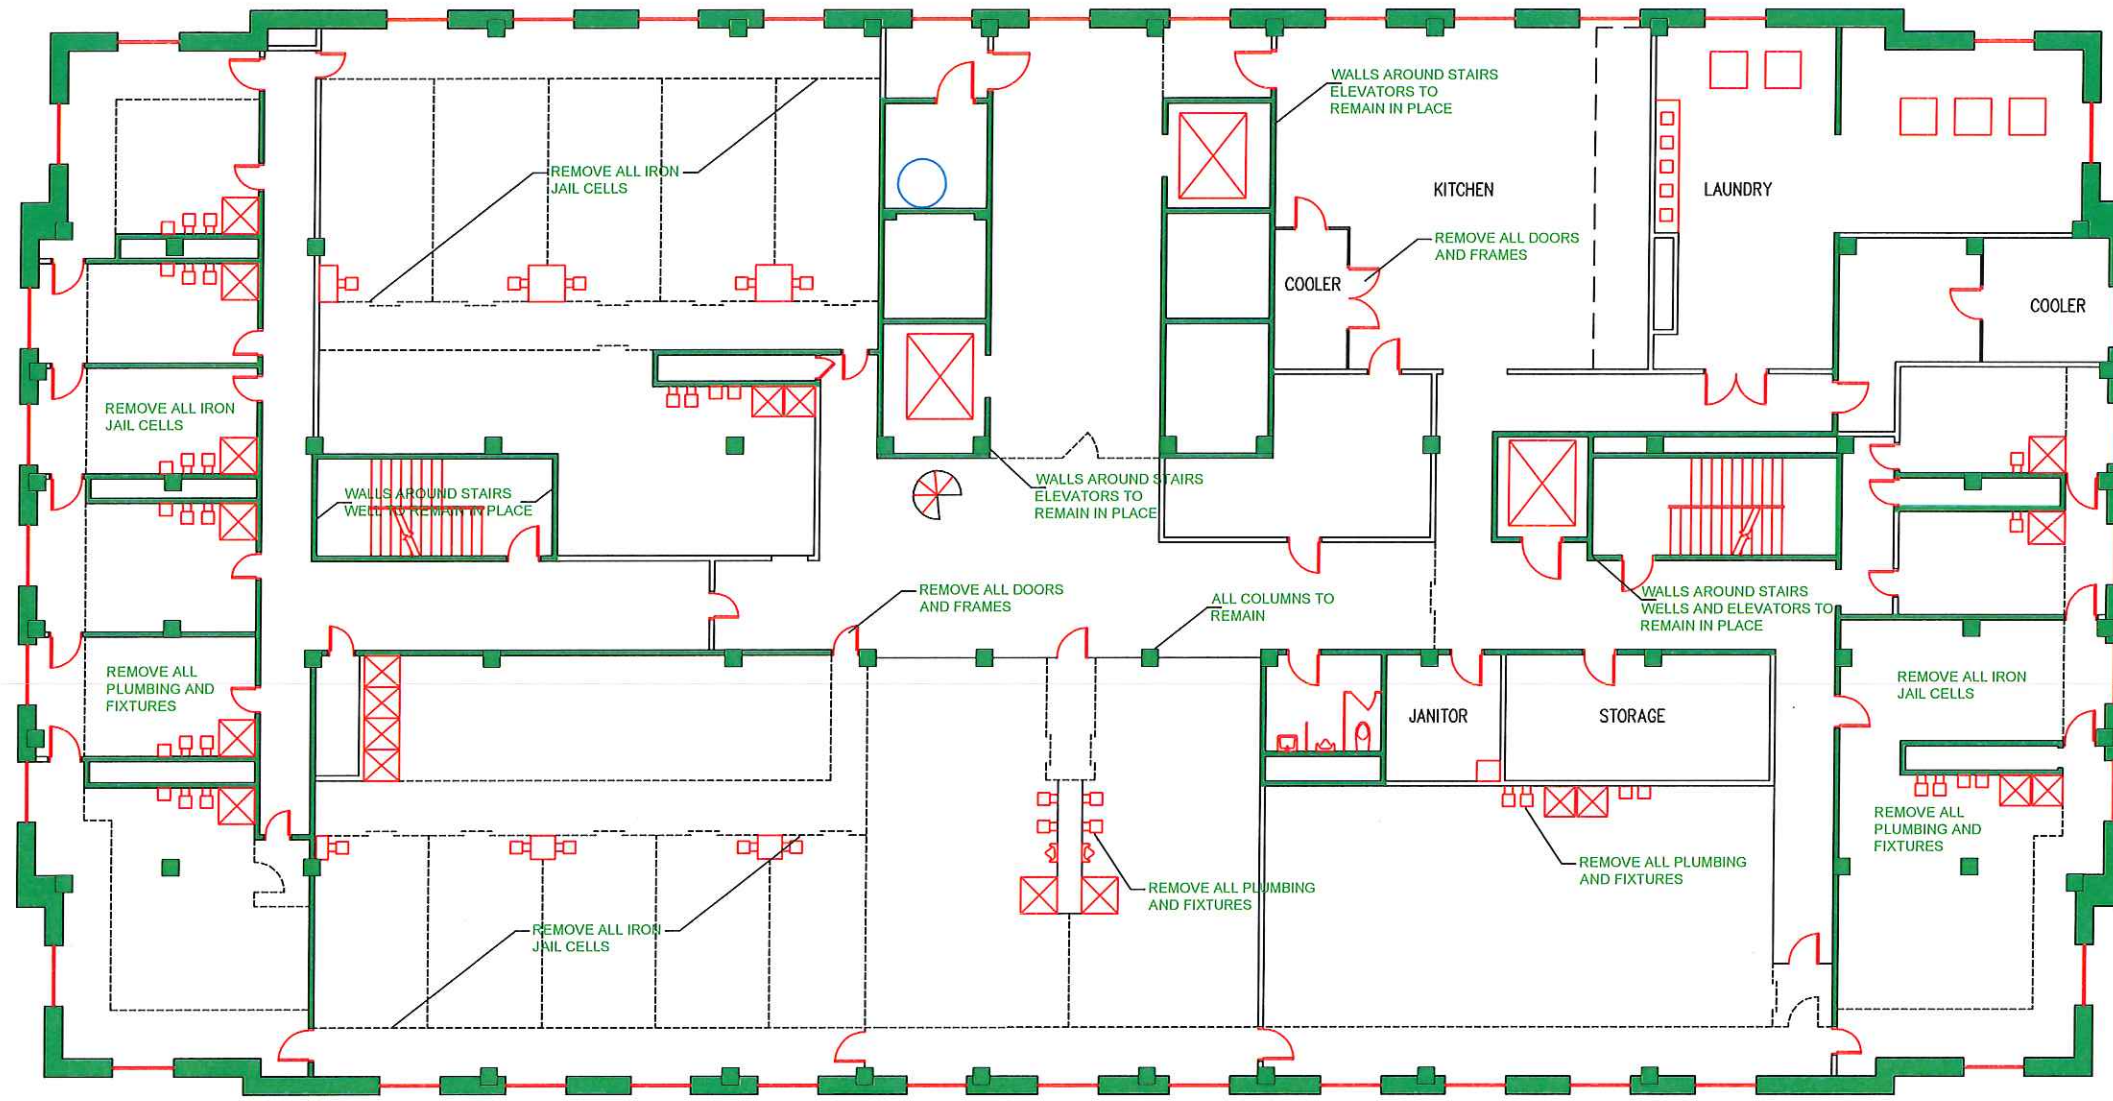 WALLS AROUND STAIRS
ELEVATORS TO
REMAIN IN PLACE
REMOVE ALL IRON
JAIL CELLS
KITCHEN
LAUNDRY
REMOVE ALL DOORS
AND FRAMES
COOLER
COOLER
REMOVE ALL IRON
JAIL CELLS
WALLS AROUND STAIRS
WELL TO REMAIN IN PLACE
WALLS AROUND STAIRS
ELEVATORS TO
REMAIN IN PLACE
REMOVE ALL DOORS
AND FRAMES
ALL COLUMNS TO
REMAIN
WALLS AROUND STAIRS
WELLS AND ELEVATORS TO
REMAIN IN PLACE
REMOVE ALL
PLUMBING AND
FIXTURES
JANITOR
STORAGE
REMOVE ALL IRON
JAIL CELLS
REMOVE ALL
PLUMBING AND
FIXTURES
REMOVE ALL PLUMBING
AND FIXTURES
REMOVE ALL PLUMBING
AND FIXTURES
REMOVE ALL IRON
JAIL CELLS